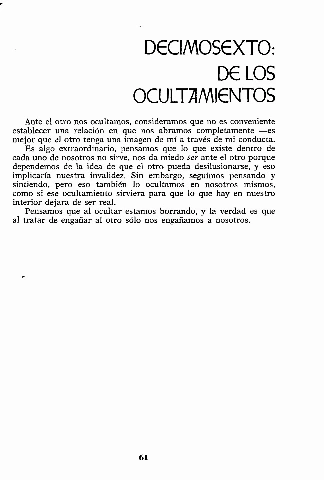 DECIMOSEXTO:
DE LOS
OCULTAMIENTOS
Ante el otro nos ocultamos, consideramos que no es conveniente
establecer una relación en que nos abramos completamente —es
mejor que el otro tenga una imagen de mí a través de mi conducta.
Es algo extraordinario, pensamos que lo que existe dentro de
cada uno de nosotros no sirve, nos da miedo ser ante el otro porque
dependemos de la idea de que el otro pueda desilusionarse, y eso
implicaría nuestra invalidez. Sin embargo, seguimos pensando y
sintiendo, pero eso también lo ocultamos en nosotros mismos,
como si ese ocultamiento sirviera para que lo que hay en nuestro
interior dejara de ser real.
Pensamos que al ocultar estamos borrando, y la verdad es que
al tratar de engañar al otro sólo nos engañamos a nosotros.
61